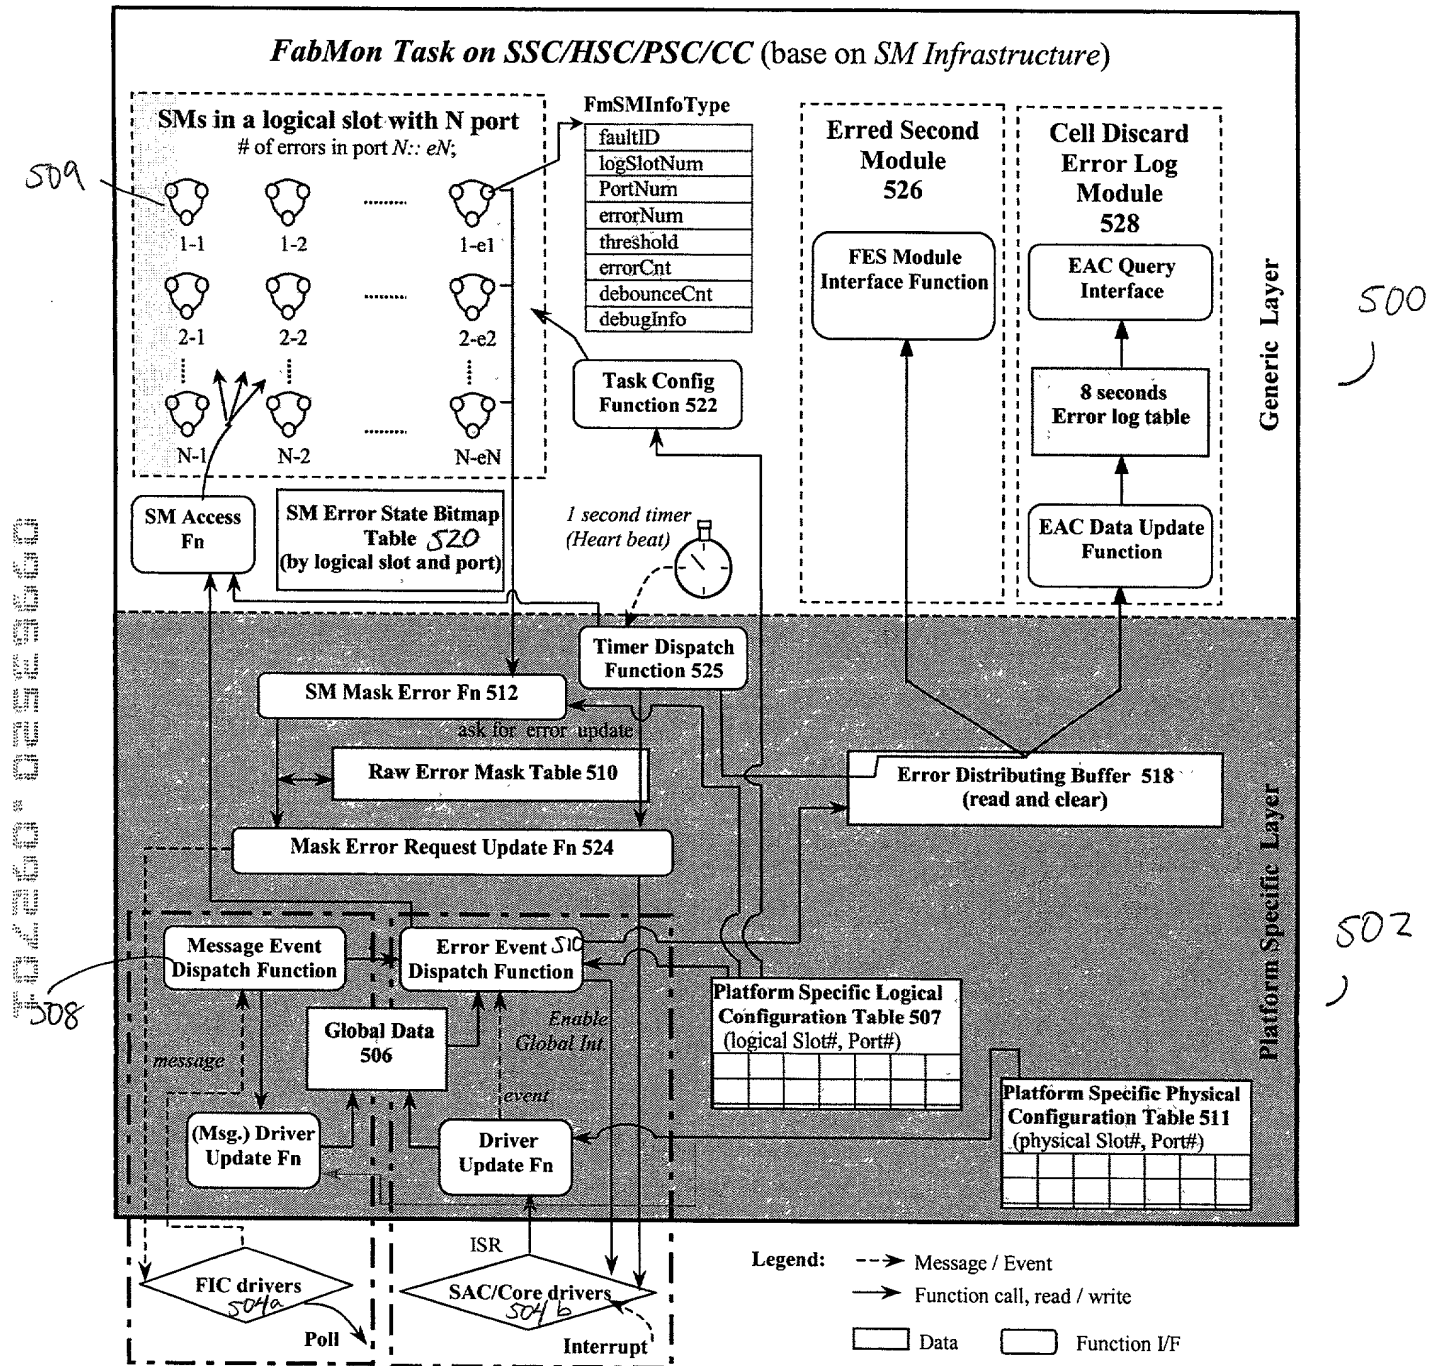 FabMon Task on SSC/HSC/PSC/CC (base on SM Infrastructure)
SMs in a logical slot with N port
# of errors in port N:: eN;
509
1-1
1-2
........
1-e1
2-1
2-2
........
2-e2
N-1
N-2
........
N-eN
FmSMInfoType
faultID
logSlotNum
PortNum
errorNum
threshold
errorCnt
debounceCnt
debugInfo
Erred Second
Module
526
FES Module
Interface Function
Cell Discard
Error Log
Module
528
EAC Query
Interface
8 seconds
Error log table
EAC Data Update
Function
Generic Layer
500
Task Config
Function 522
SM Access
Fn
SM Error State Bitmap
Table 520
(by logical slot and port)
1 second timer
(Heart beat)
Timer Dispatch
Function 525
SM Mask Error Fn 512
ask for error update
Raw Error Mask Table 510
Mask Error Request Update Fn 524
Error Distributing Buffer 518
(read and clear)
Platform Specific Layer
502
Message Event
Dispatch Function
508
Error Event 510
Dispatch Function
Global Data
506
Enable
Global Int.
message
event
Platform Specific Logical
Configuration Table 507
(logical Slot#, Port#)
Platform Specific Physical
Configuration Table 511
(physical Slot#, Port#)
(Msg.) Driver
Update Fn
Driver
Update Fn
ISR
FIC drivers
504a
Poll
SAC/Core drivers
504b
Interrupt
Legend:
Message / Event
Function call, read / write
Data
Function I/F